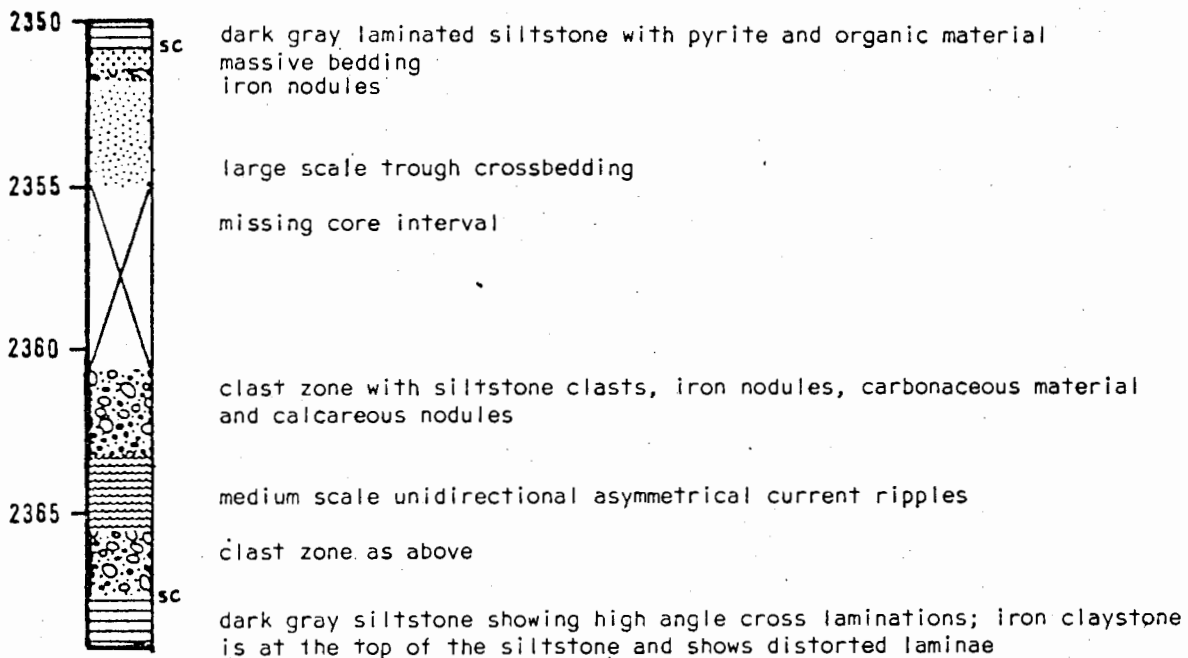 2350
sc
dark gray laminated siltstone with pyrite and organic material
massive bedding
iron nodules
large scale trough crossbedding
2355
missing core interval
2360
clast zone with siltstone clasts, iron nodules, carbonaceous material
and calcareous nodules
medium scale unidirectional asymmetrical current ripples
2365
clast zone as above
sc
dark gray siltstone showing high angle cross laminations; iron claystone
is at the top of the siltstone and shows distorted laminae